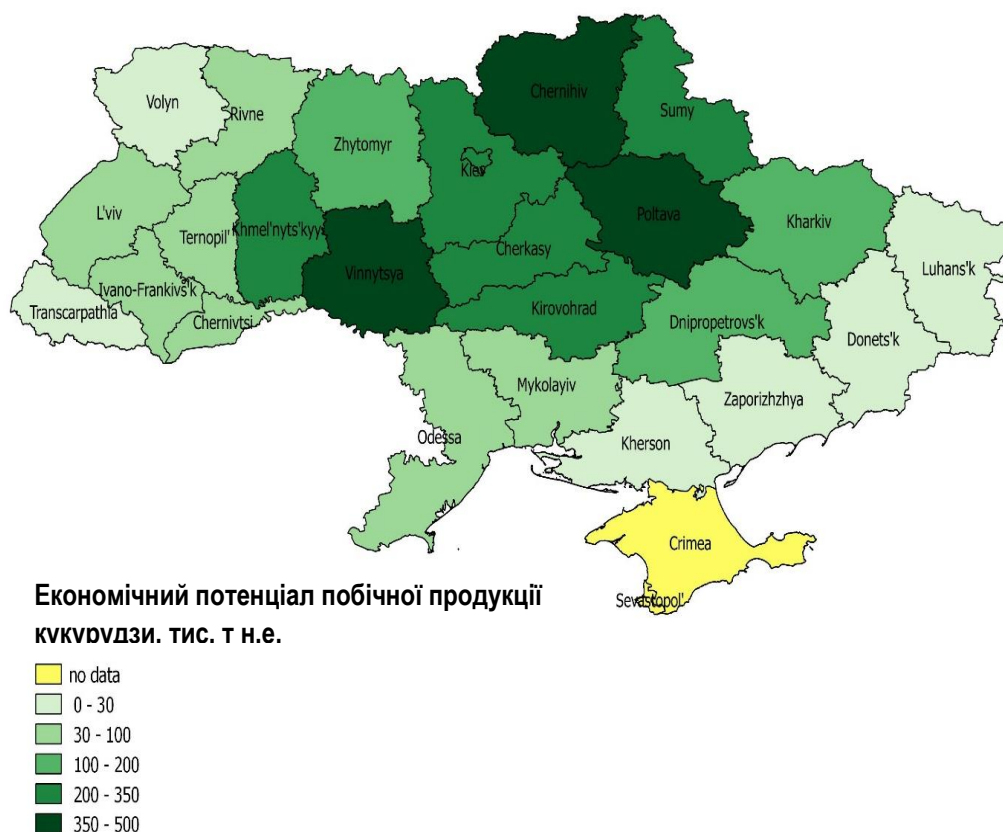 Chernihiv
Sumy
Volyn
Rivne
Zhytomyr
Kiev
L'viv
Ternopil'
Khmel'nyts'kyy
Poltava
Kharkiv
Cherkasy
Vinnytsya
Luhans'k
Ivano-Frankivs'k
Transcarpathia
Chernivtsi
Kirovohrad
Dnipropetrovs'k
Donets'k
Mykolayiv
Zaporizhzhya
Odessa
Kherson
Crimea
Sevastopol'
Економічний потенціал побічної продукції
кукурудзи, тис. т н.е.
no data
0 - 30
30 - 100
100 - 200
200 - 350
350 - 500